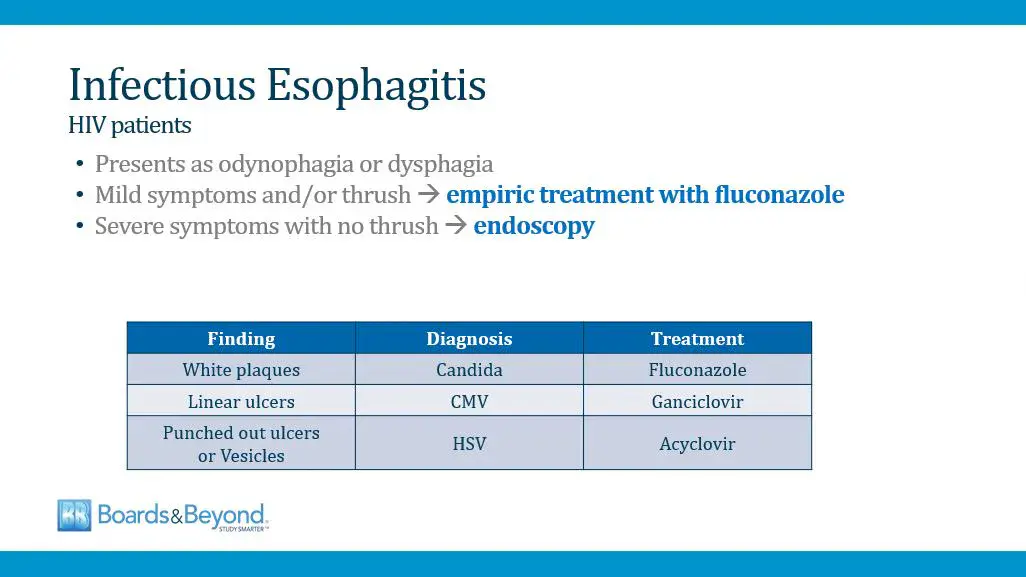 Infectious Esophagitis
HIV patients
• Presents as odynophagia or dysphagia
• Mild symptoms and/or thrush → empiric treatment with fluconazole
• Severe symptoms with no thrush → endoscopy
Finding Diagnosis Treatment
White plaques Candida Fluconazole
Linear ulcers CMV Ganciclovir
Punched out ulcers
or Vesicles HSV Acyclovir
BB Boards&Beyond.
STUDY SMARTER™